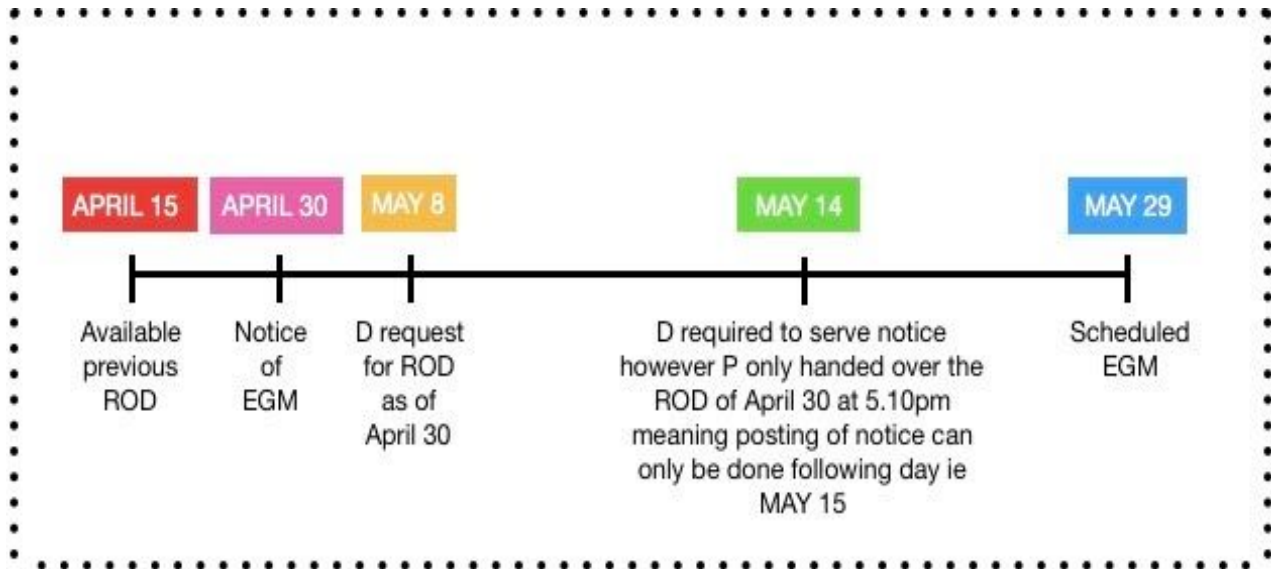 APRIL 15
APRIL 30
MAY 8
MAY 14
MAY 29
Available
previous
ROD
Notice
of
EGM
D request
for ROD
as of
April 30
D required to serve notice
however P only handed over the
ROD of April 30 at 5.10pm
meaning posting of notice can
only be done following day ie
MAY 15
Scheduled
EGM